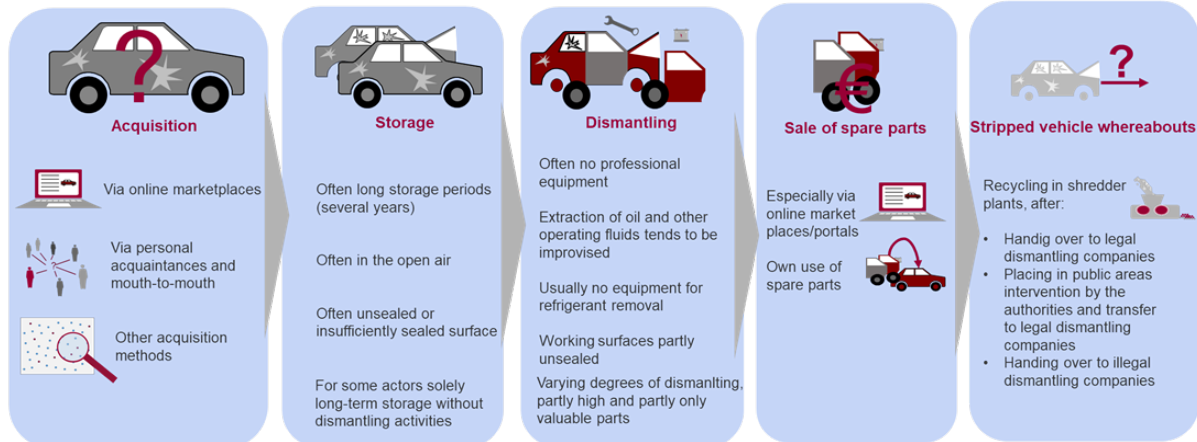 Acquisition
Via online marketplaces
Via personal
acquaintances and
mouth-to-mouth
Other acquisition
methods
Storage
Often long storage periods
(several years)
Often in the open air
Often unsealed or
insufficiently sealed surface
For some actors solely
long-term storage without
dismantling activities
Dismantling
Often no professional
equipment
Extraction of oil and other
operating fluids tends to be
improvised
Usually no equipment for
refrigerant removal
Working surfaces partly
unsealed
Varying degrees of dismanlting,
partly high and partly only
valuable parts
Sale of spare parts
Especially via
online market
places/portals
Own use of
spare parts
Stripped vehicle whereabouts
Recycling in shredder
plants, after:
• Handig over to legal
dismantling companies
• Placing in public areas
intervention by the
authorities and transfer
to legal dismantling
companies
• Handing over to illegal
dismantling companies
?
€
?